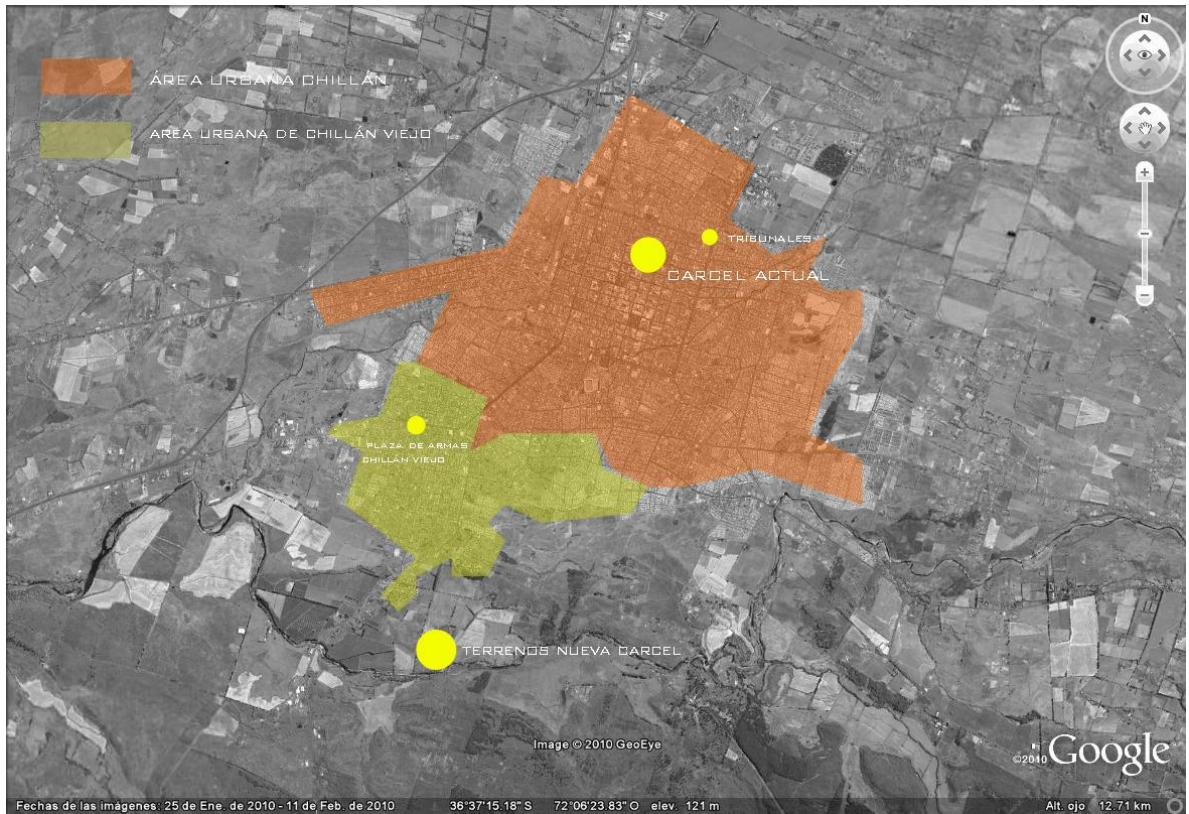 N
ÁREA URBANA CHILLÁN
AREA URBANA DE CHILLÁN VIEJO
TRIBUNALES
CARCEL ACTUAL
PLAZA DE ARMAS
CHILLÁN VIEJO
TERRENOS NUEVA CARCEL
Image © 2010 GeoEye
©2010 Google
Fechas de las imágenes: 25 de Ene. de 2010 - 11 de Feb. de 2010 36°37'15.18" S 72°06'23.83" O elev. 121 m Alt. ojo 12.71 km